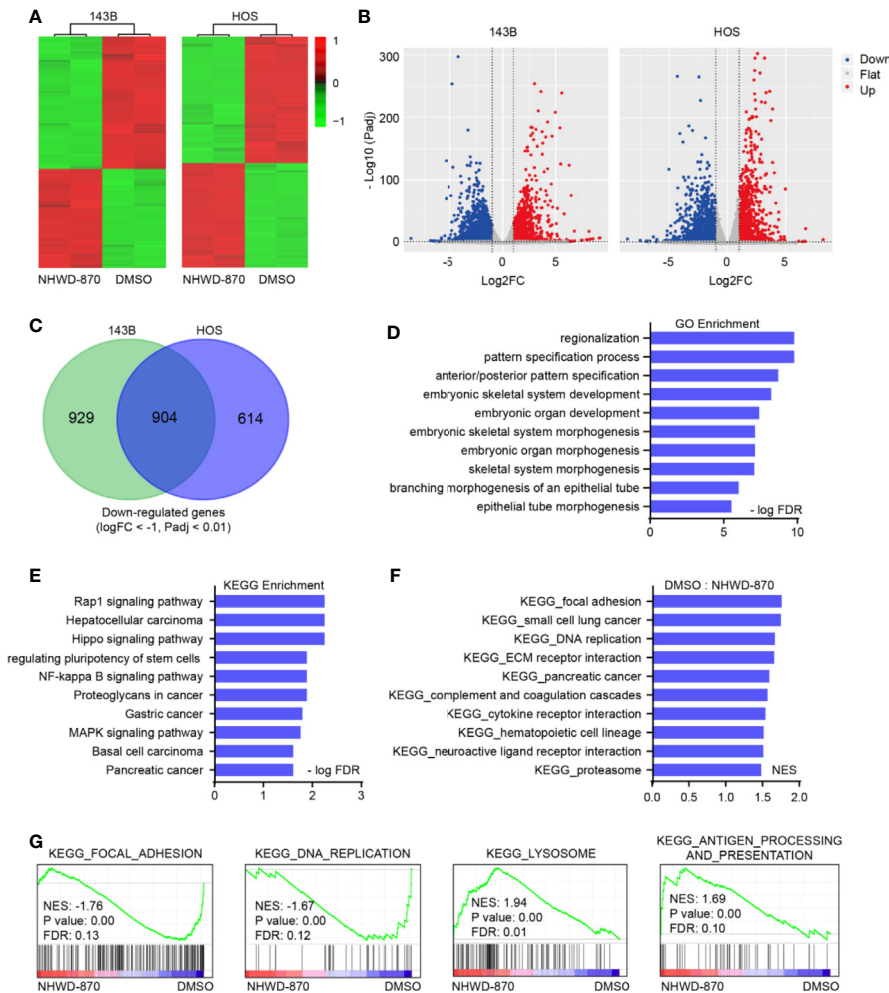 A
143B
HOS
1
0
-1
NHWD-870 DMSO
NHWD-870 DMSO
B
143B
HOS
Down
Flat
Up
300
200
100
0
- Log10 (Padj)
-5 0 5
-5 0 5
Log2FC
Log2FC
C
143B
HOS
929
904
614
Down-regulated genes
(logFC < -1, Padj < 0.01)
D
GO Enrichment
regionalization
pattern specification process
anterior/posterior pattern specification
embryonic skeletal system development
embryonic organ development
embryonic skeletal system morphogenesis
embryonic organ morphogenesis
skeletal system morphogenesis
branching morphogenesis of an epithelial tube
epithelial tube morphogenesis
- log FDR
0 5 10
E
KEGG Enrichment
Rap1 signaling pathway
Hepatocellular carcinoma
Hippo signaling pathway
regulating pluripotency of stem cells
NF-kappa B signaling pathway
Proteoglycans in cancer
Gastric cancer
MAPK signaling pathway
Basal cell carcinoma
Pancreatic cancer
- log FDR
0 1 2 3
F
DMSO : NHWD-870
KEGG_focal adhesion
KEGG_small cell lung cancer
KEGG_DNA replication
KEGG_ECM receptor interaction
KEGG_pancreatic cancer
KEGG_complement and coagulation cascades
KEGG_cytokine receptor interaction
KEGG_hematopoietic cell lineage
KEGG_neuroactive ligand receptor interaction
KEGG_proteasome
NES
0.0 0.5 1.0 1.5 2.0
G
KEGG_FOCAL_ADHESION
NES: -1.76
P value: 0.00
FDR: 0.13
NHWD-870 DMSO
KEGG_DNA_REPLICATION
NES: -1.67
P value: 0.00
FDR: 0.12
NHWD-870 DMSO
KEGG_LYSOSOME
NES: 1.94
P value: 0.00
FDR: 0.01
NHWD-870 DMSO
KEGG_ANTIGEN_PROCESSING
AND_PRESENTATION
NES: 1.69
P value: 0.00
FDR: 0.10
NHWD-870 DMSO